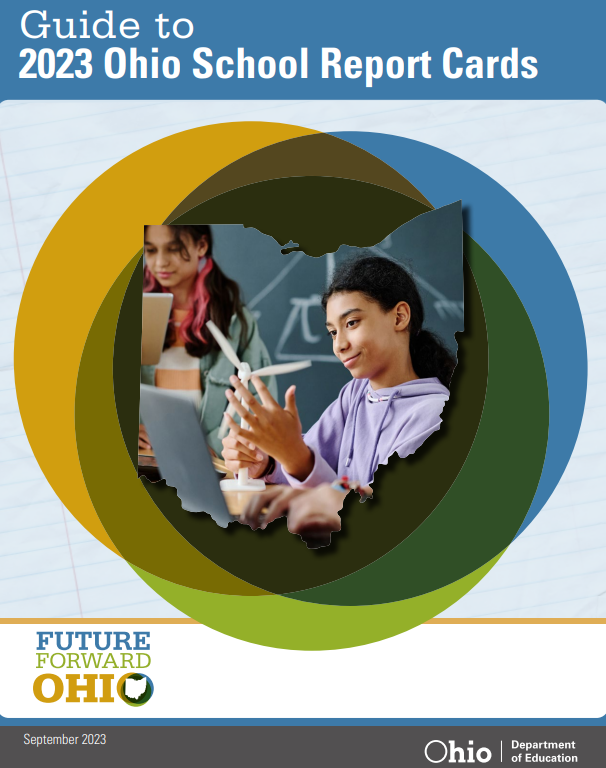 Guide to
2023 Ohio School Report Cards
FUTURE
FORWARD
OHIO
September 2023
Ohio
Department
of Education